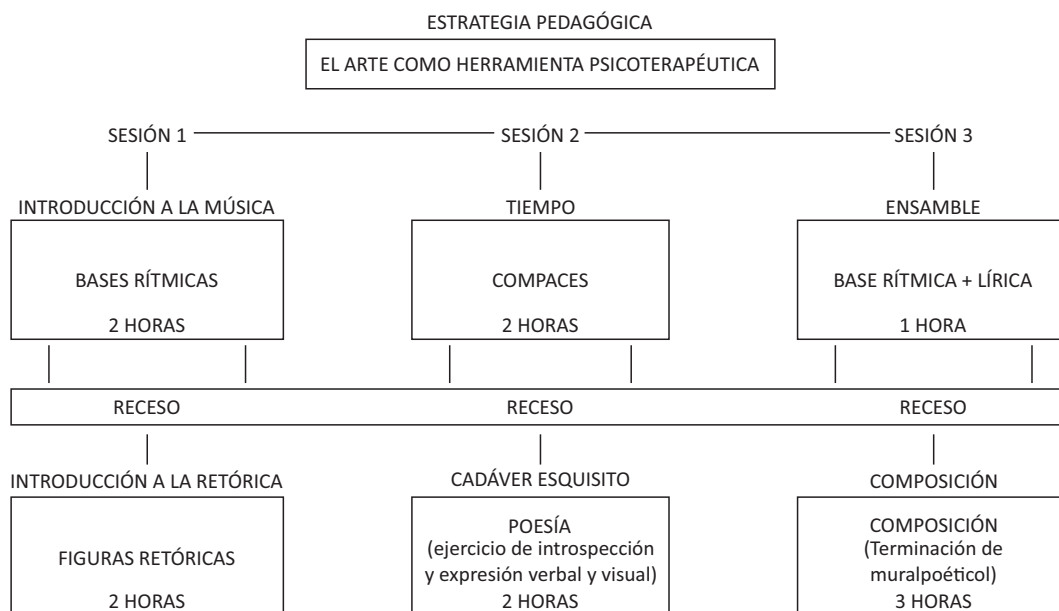 ESTRATEGIA PEDAGÓGICA
EL ARTE COMO HERRAMIENTA PSICOTERAPÉUTICA
SESIÓN 1
SESIÓN 2
SESIÓN 3
INTRODUCCIÓN A LA MÚSICA
TIEMPO
ENSAMBLE
BASES RÍTMICAS
COMPACES
BASE RÍTMICA + LÍRICA
2 HORAS
2 HORAS
1 HORA
RECESO
RECESO
RECESO
INTRODUCCIÓN A LA RETÓRICA
CADÁVER ESQUISITO
COMPOSICIÓN
FIGURAS RETÓRICAS
2 HORAS
POESÍA
(ejercicio de introspección
y expresión verbal y visual)
2 HORAS
COMPOSICIÓN
(Terminación de
muralpoéticol)
3 HORAS